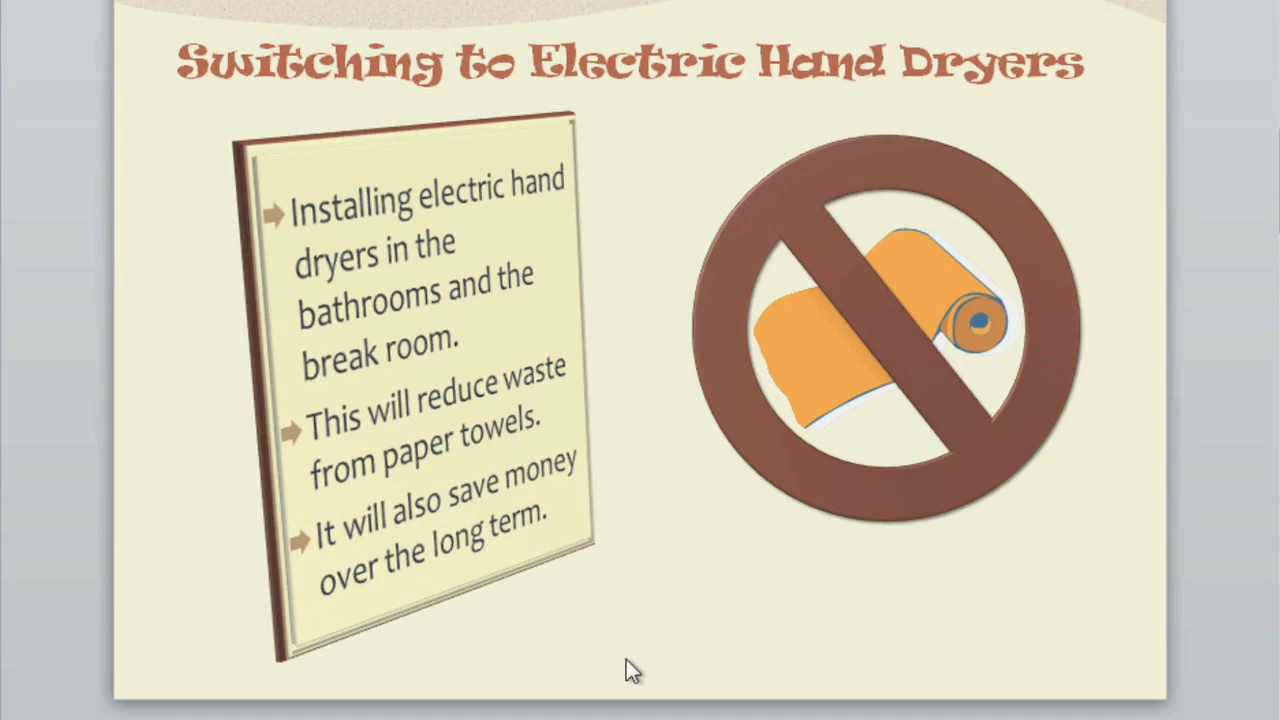 Switching to Electric Hand Dryers
Installing electric hand
dryers in the
bathrooms and the
break room.
This will reduce waste
from paper towels.
It will also save money
over the long term.